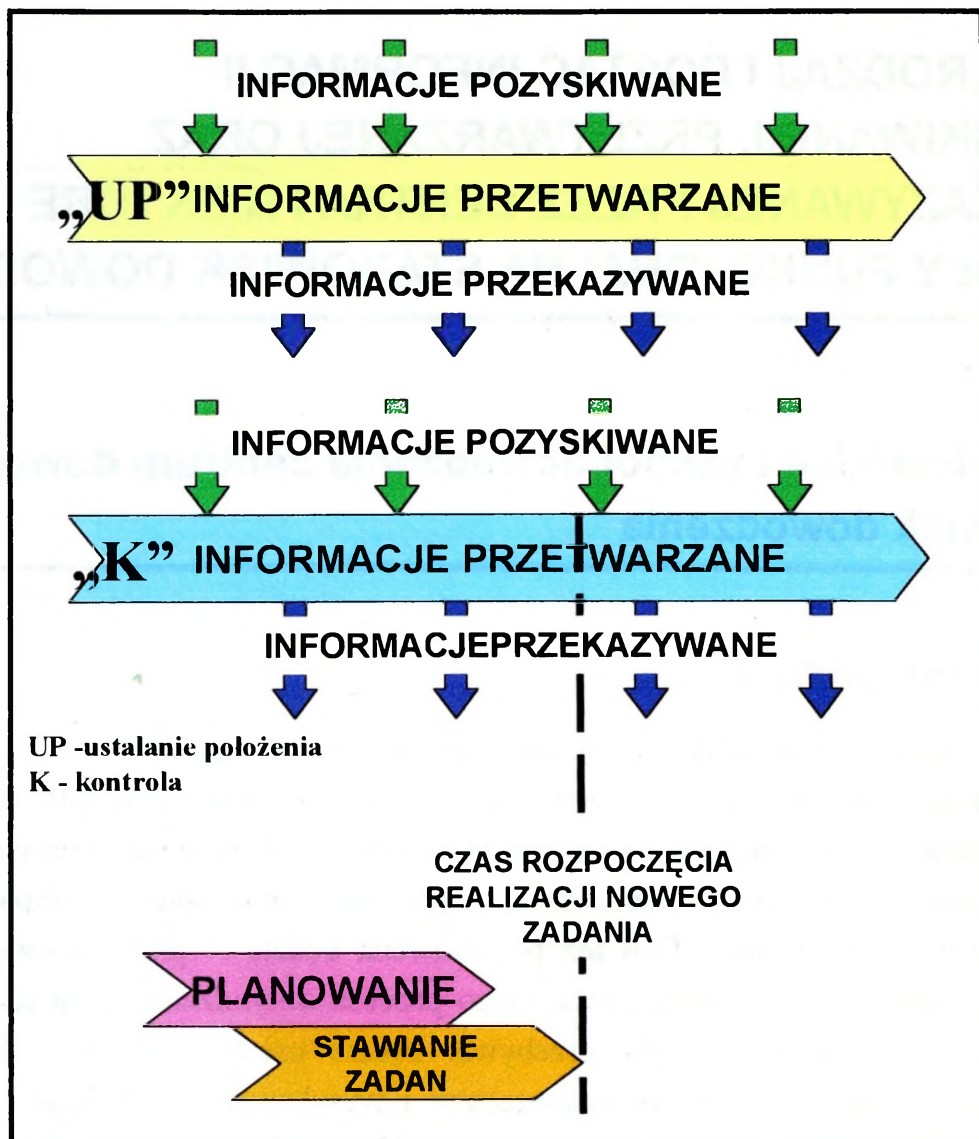 INFORMACJE POZYSKIWANE
„UP” INFORMACJE PRZETWARZANE
INFORMACJE PRZEKAZYWANE
INFORMACJE POZYSKIWANE
„K” INFORMACJE PRZETWARZANE
INFORMACJEPRZEKAZYWANE
UP -ustalanie położenia
K - kontrola
CZAS ROZPOCZĘCIA
REALIZACJI NOWEGO
ZADANIA
PLANOWANIE
STAWIANIE
ZADAN